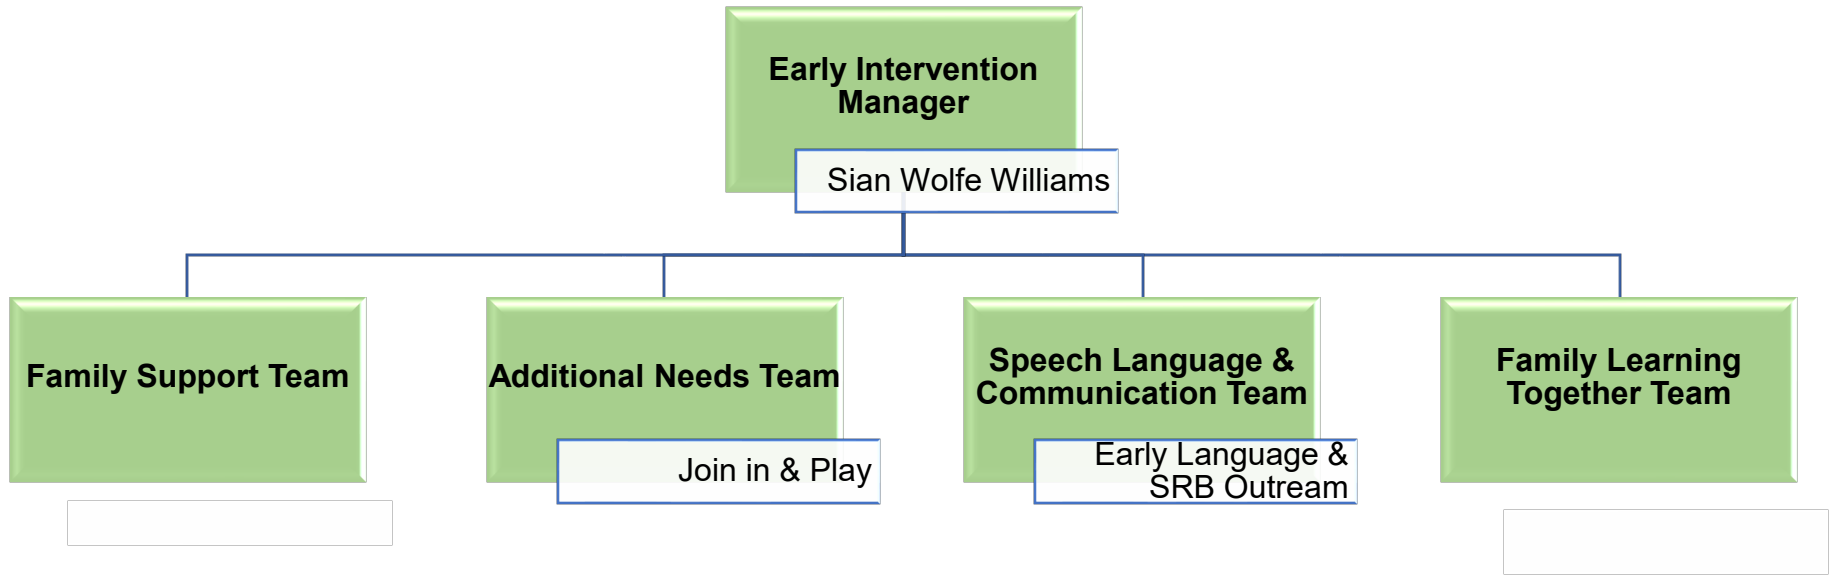 Early Intervention
Manager
Sian Wolfe Williams
Family Support Team
Additional Needs Team
Join in & Play
Speech Language &
Communication Team
Early Language &
SRB Outream
Family Learning
Together Team